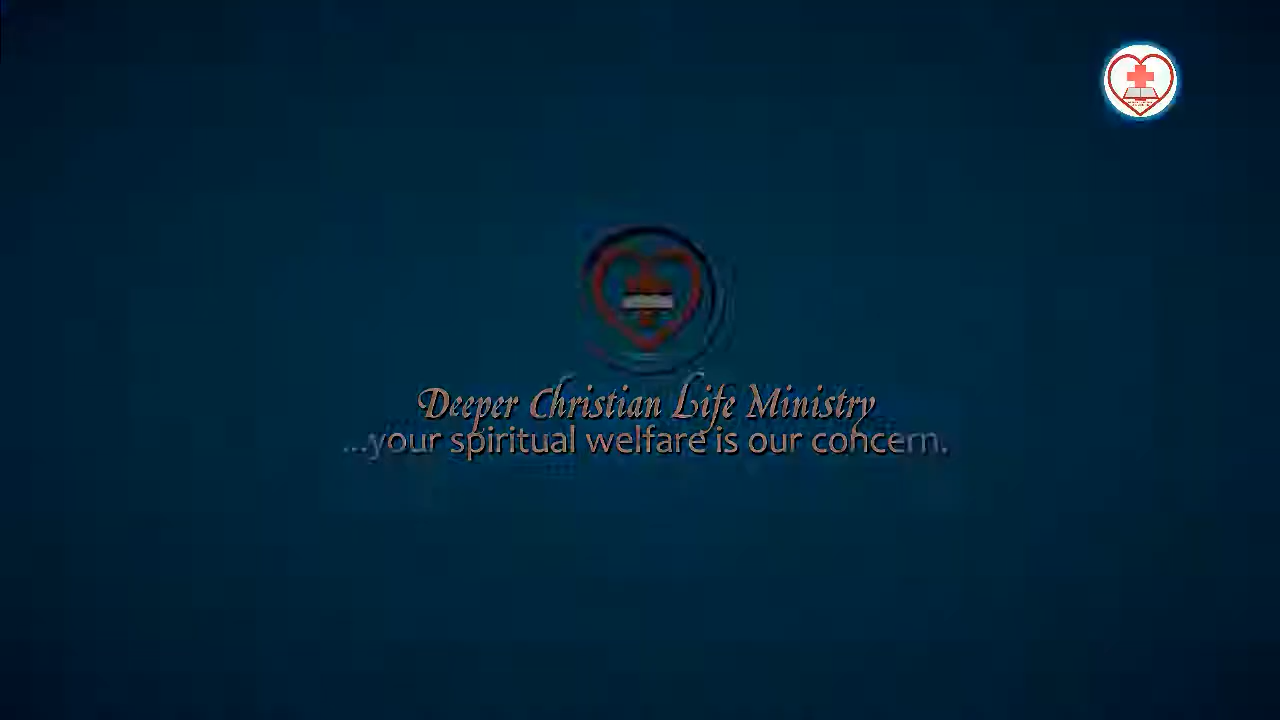 Deeper Christian Life Ministry
...your spiritual welfare is our concern.